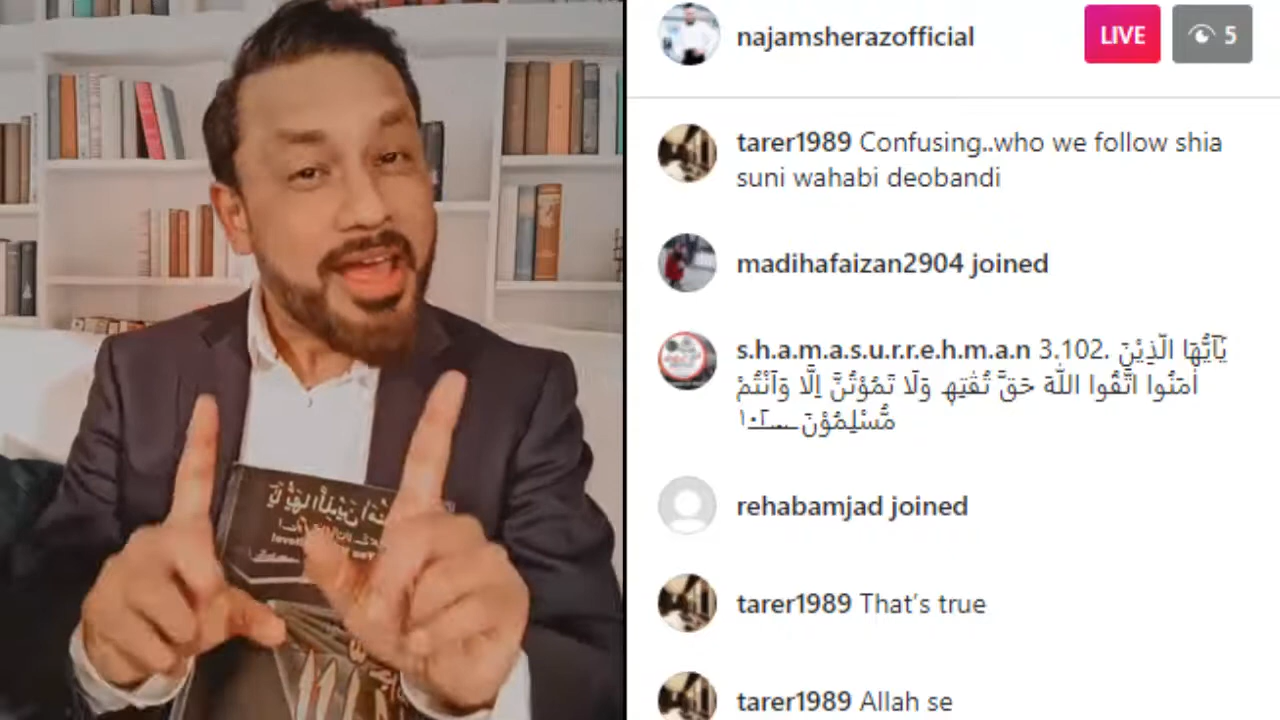 najamsherazofficial
LIVE
5
tarer1989 Confusing..who we follow shia
suni wahabi deobandi
madihafaizan2904 joined
s.h.a.m.a.s.u.r.r.e.h.m.a.n 3.102. یٰۤاَیُّهَا الَّذِیْنَ
اٰمَنُوا اتَّقُوا اللّٰهَ حَقَّ تُقٰتِهٖ وَلَا تَمُوْتُنَّ اِلَّا وَاَنْتُمْ
مُّسْلِمُوْنَ ۱۰۲
rehabamjad joined
tarer1989 That's true
tarer1989 Allah se